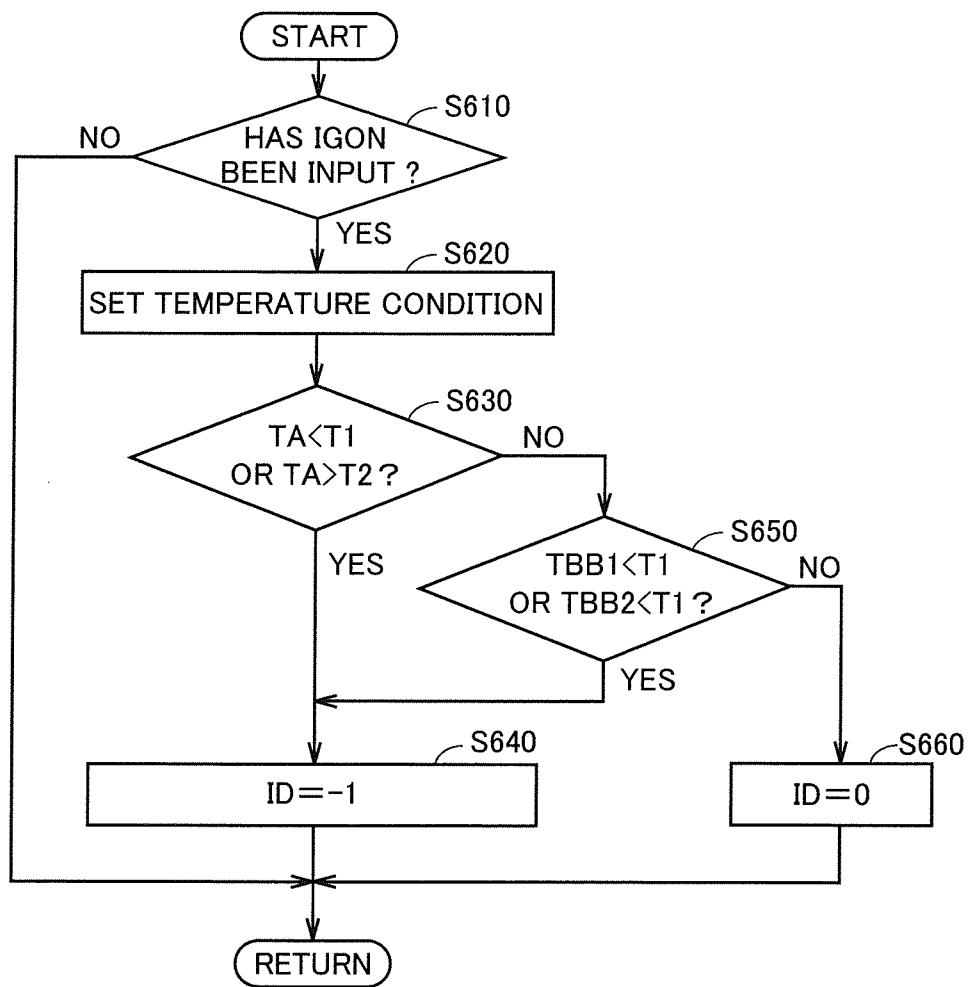 START
S610
NO
HAS IGON
BEEN INPUT ?
YES
S620
SET TEMPERATURE CONDITION
S630
TA<T1
OR TA>T2?
NO
YES
S650
TBB1<T1
OR TBB2<T1?
NO
YES
S640
ID=-1
S660
ID=0
RETURN